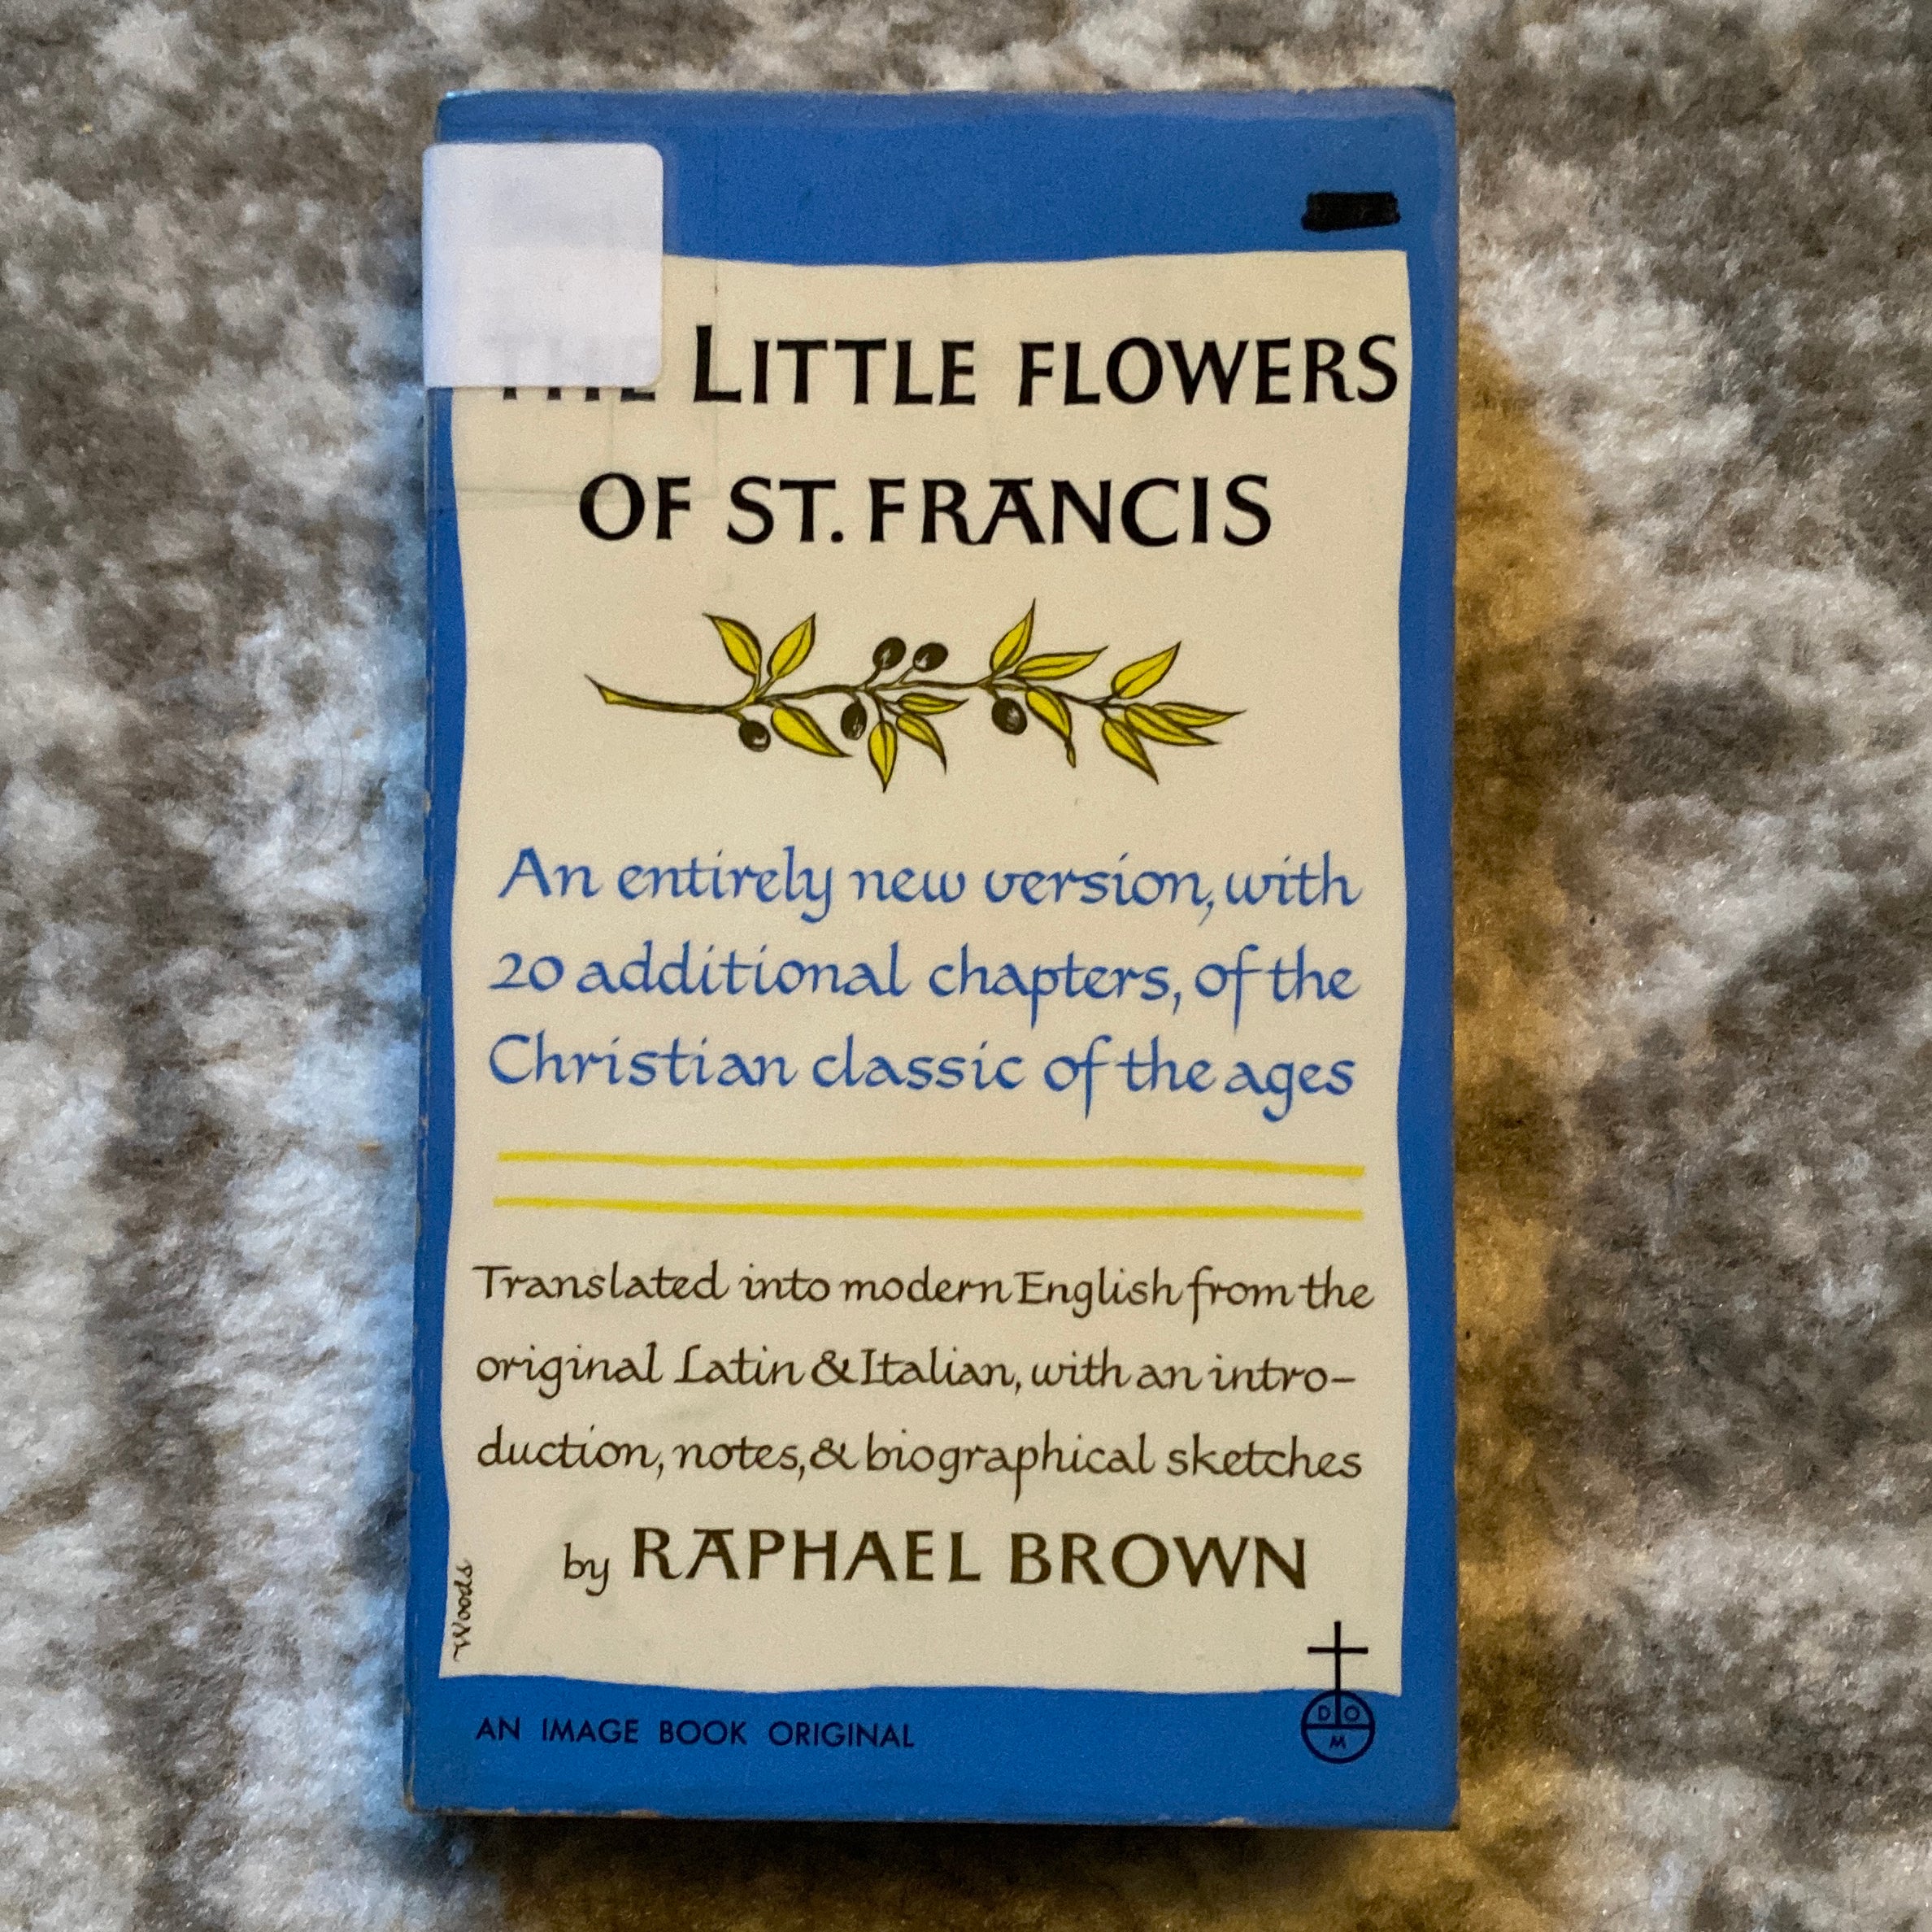 THE LITTLE FLOWERS
OF ST. FRANCIS
An entirely new version, with
20 additional chapters, of the
Christian classic of the ages
Translated into modern English from the
original Latin & Italian, with an intro-
duction, notes, & biographical sketches
by RAPHAEL BROWN
Woods
AN IMAGE BOOK ORIGINAL
D O
M